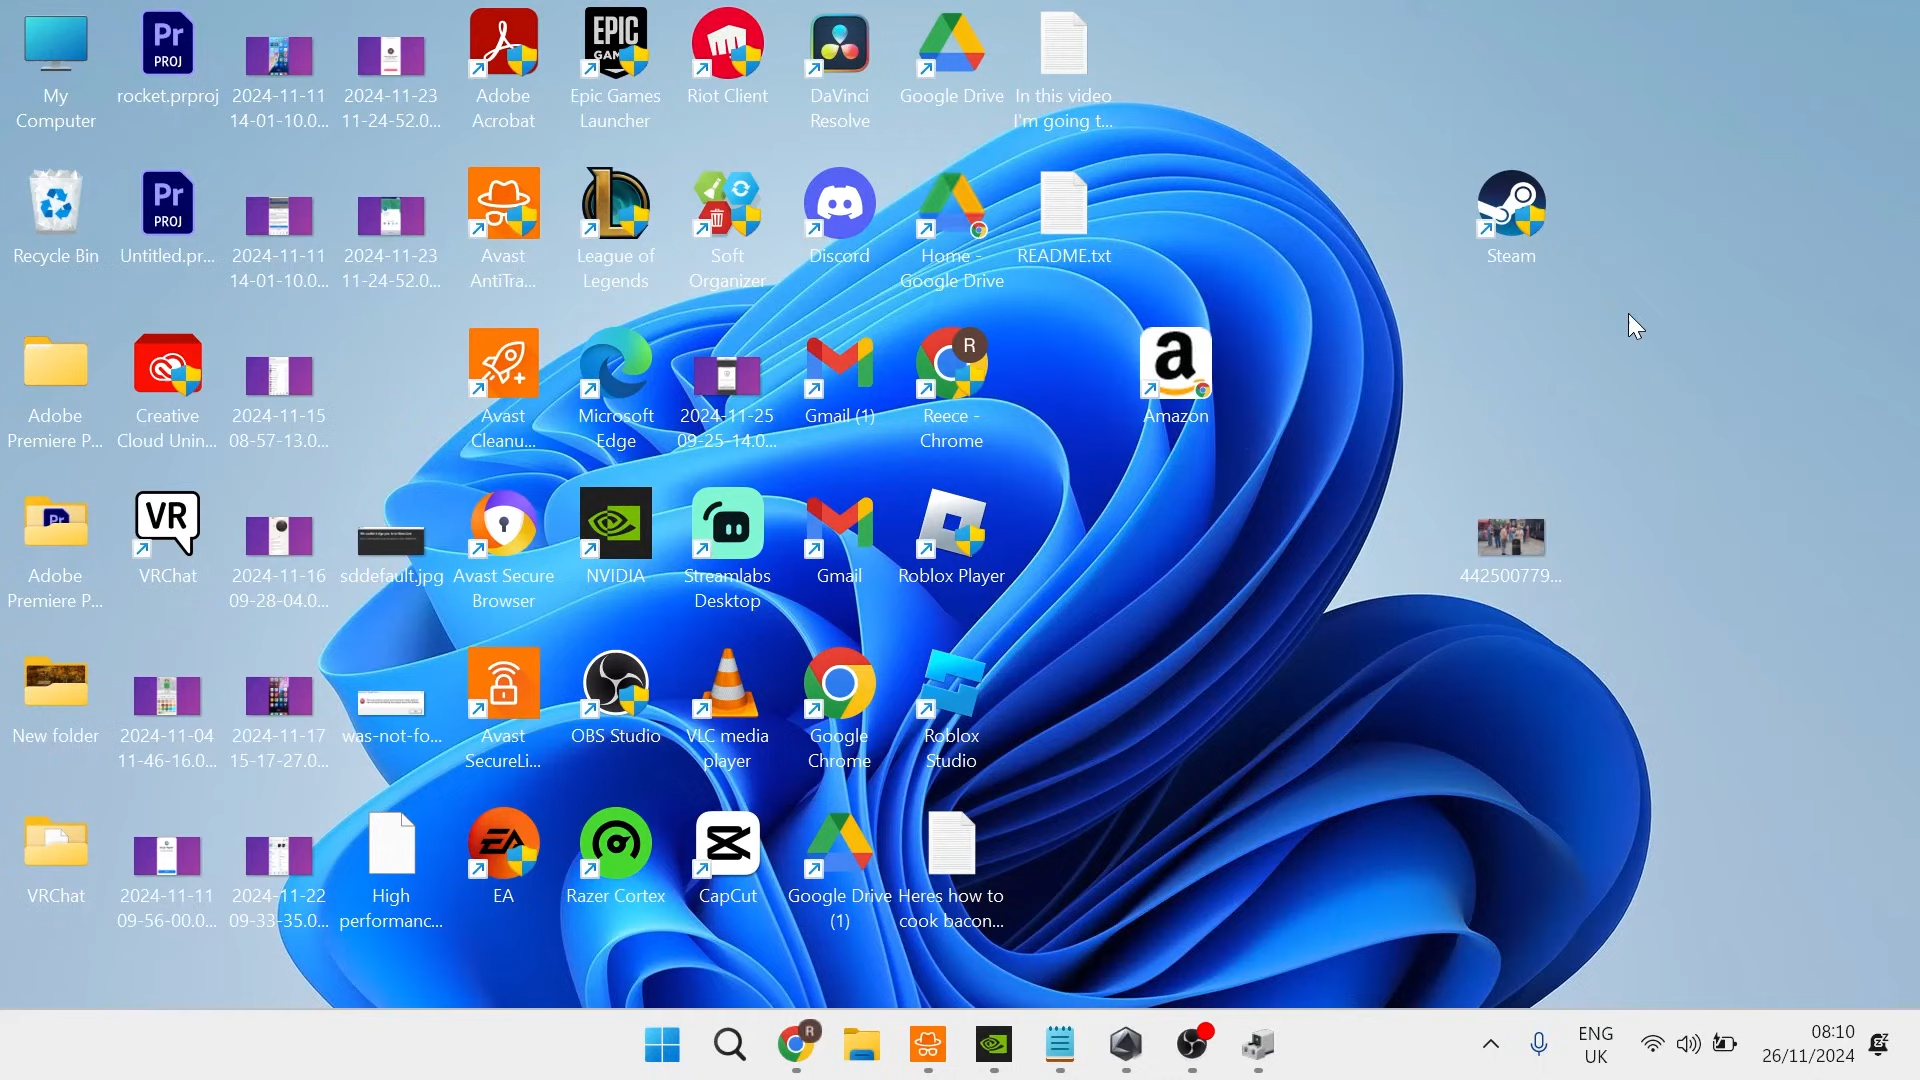 My
Computer
rocket.prproj
2024-11-11
14-01-10.0...
2024-11-23
11-24-52.0...
Adobe
Acrobat
EPIC
GAMES
Epic Games
Launcher
Riot Client
DaVinci
Resolve
Google Drive
In this video
I'm going t...
Pr
PROJ
Recycle Bin
Pr
PROJ
Untitled.pr...
2024-11-11
14-01-10.0...
2024-11-23
11-24-52.0...
Avast
AntiTra...
League of
Legends
Soft
Organizer
Discord
Home -
Google Drive
README.txt
Steam
Adobe
Premiere P...
Creative
Cloud Unin...
2024-11-15
08-57-13.0...
Avast
Cleanu...
Microsoft
Edge
2024-11-25
09-25-14.0...
Gmail (1)
R
Reece -
Chrome
a
Amazon
Pr
Adobe
Premiere P...
VR
VRChat
2024-11-16
09-28-04.0...
sddefault.jpg
Avast Secure
Browser
NVIDIA
Streamlabs
Desktop
Gmail
Roblox Player
442500779...
New folder
2024-11-04
11-46-16.0...
2024-11-17
15-17-27.0...
was-not-fo...
Avast
SecureLi...
OBS Studio
VLC media
player
Google
Chrome
Roblox
Studio
VRChat
2024-11-11
09-56-00.0...
2024-11-22
09-33-35.0...
High
performanc...
EA
EA
Razer Cortex
CapCut
Google Drive
(1)
Heres how to
cook bacon...
R
ENG
UK
08:10
26/11/2024